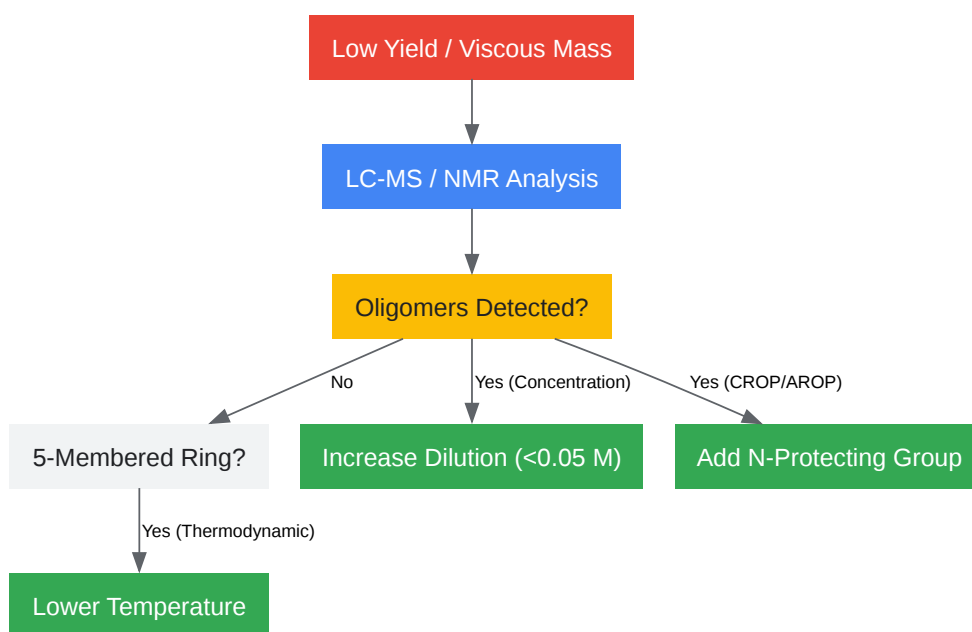 Low Yield / Viscous Mass
LC-MS / NMR Analysis
Oligomers Detected?
No
Yes (Concentration)
Yes (CROP/AROP)
5-Membered Ring?
Increase Dilution (<0.05 M)
Add N-Protecting Group
Yes (Thermodynamic)
Lower Temperature